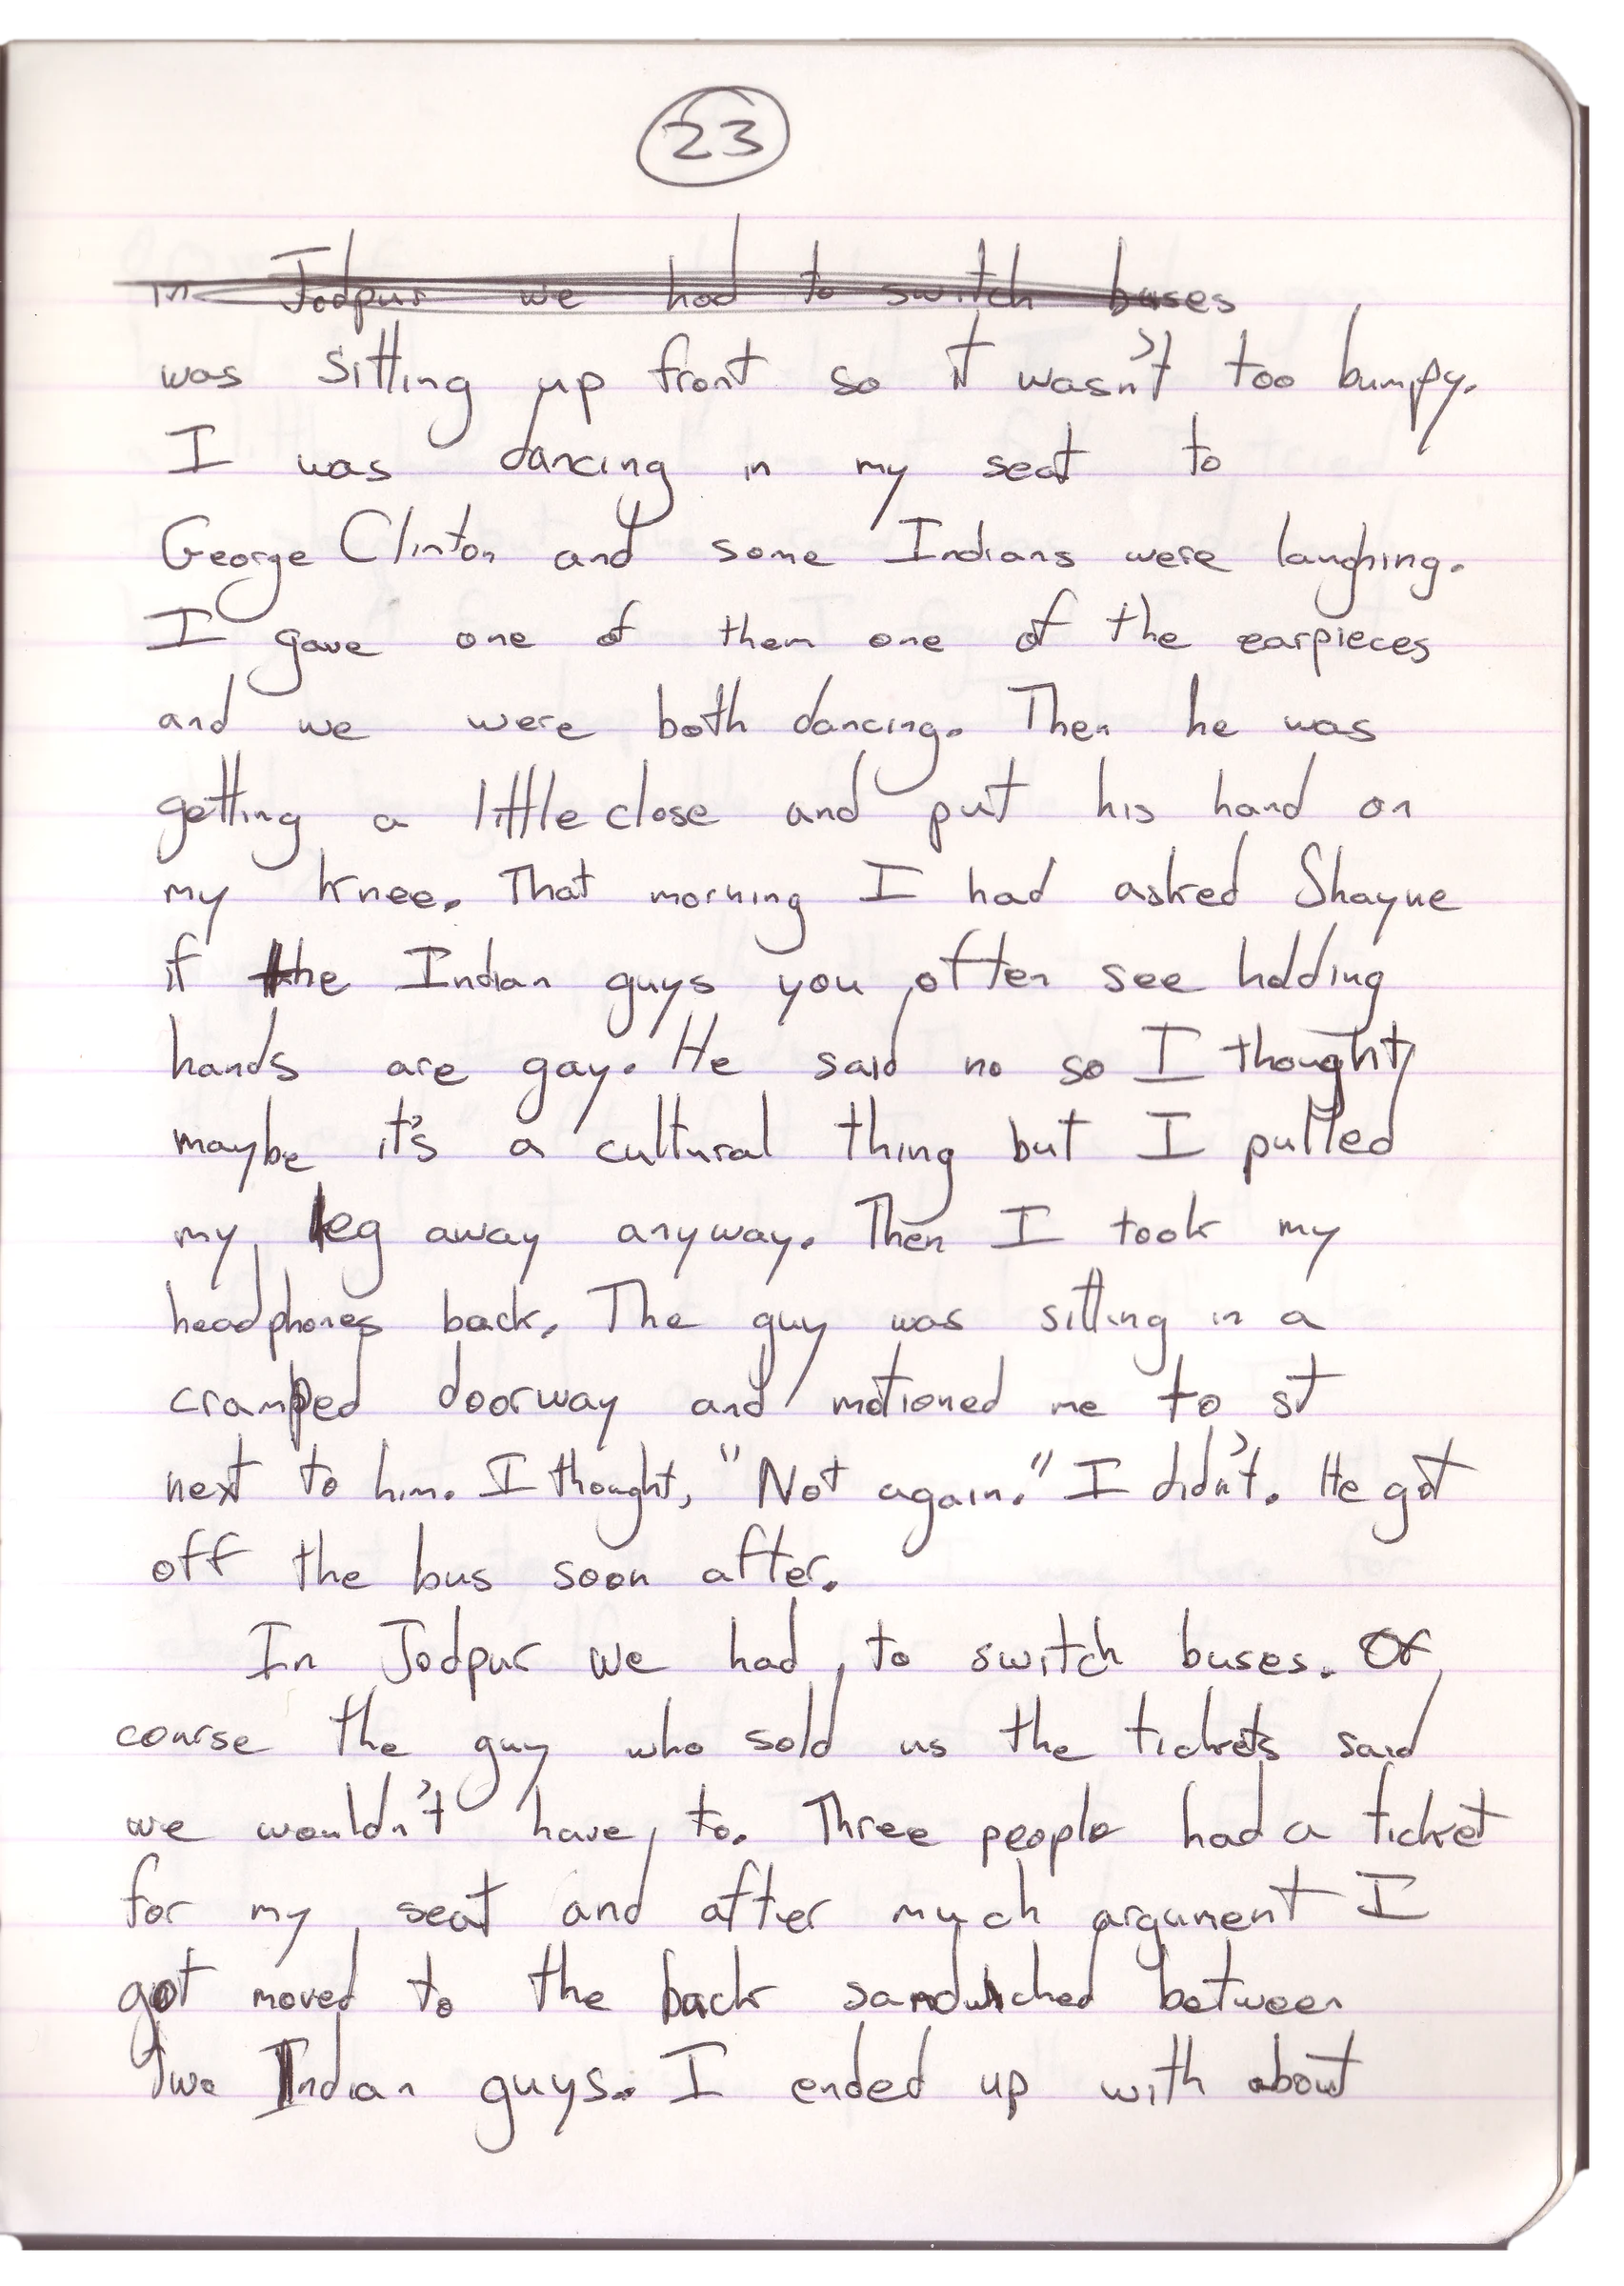 23
in Jodpur we had to switch buses
was sitting up front so it wasn't too bumpy.
I was dancing in my seat to
George Clinton and some Indians were laughing.
I gave one of them one of the earpieces
and we were both dancing. Then he was
getting a little close and put his hand on
my knee. That morning I had asked Shayne
if the Indian guys you often see holding
hands are gay. He said no so I thought
maybe it's a cultural thing but I pulled
my leg away anyway. Then I took my
headphones back. The guy was sitting in a
cramped doorway and motioned me to sit
next to him. I thought, "Not again." I didn't. He got
off the bus soon after.
In Jodpur we had to switch buses. Of
course the guy who sold us the tickets said
we wouldn't have to. Three people had a ticket
for my seat and after much argument I
got moved to the back sandwiched between
two Indian guys. I ended up with about